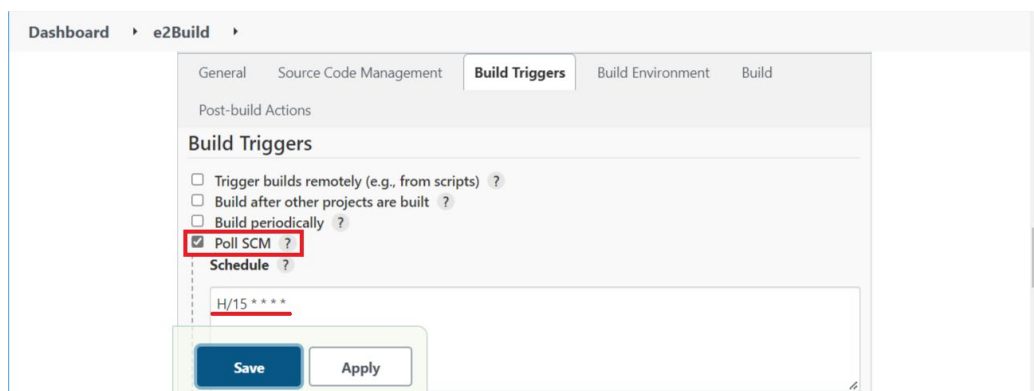 Dashboard e2Build
General Source Code Management Build Triggers Build Environment Build
Post-build Actions
Build Triggers
Trigger builds remotely (e.g., from scripts) ?
Build after other projects are built ?
Build periodically ?
Poll SCM ?
Schedule ?
H/15 * * * *
Save Apply